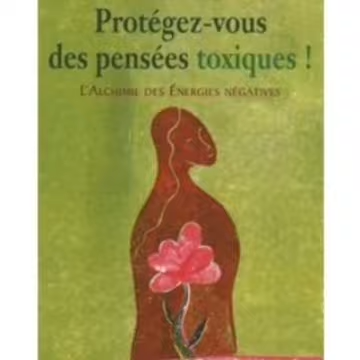 Protégez-vous
des pensées toxiques !
L'ALCHIMIE DES ÉNERGIES NÉGATIVES